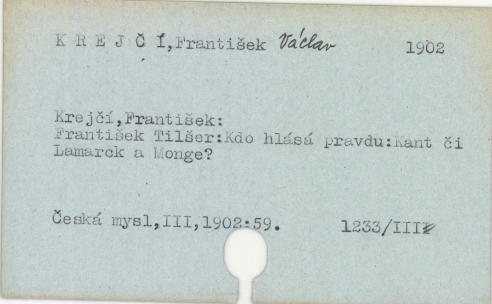 K R E J Č Í,František Václav 1902
Krejčí,František:
František Tilšer:Kdo hlásá pravdu:Kant či
Lamarck a Monge?
Česká mysl,III,1902:59. 1233/III